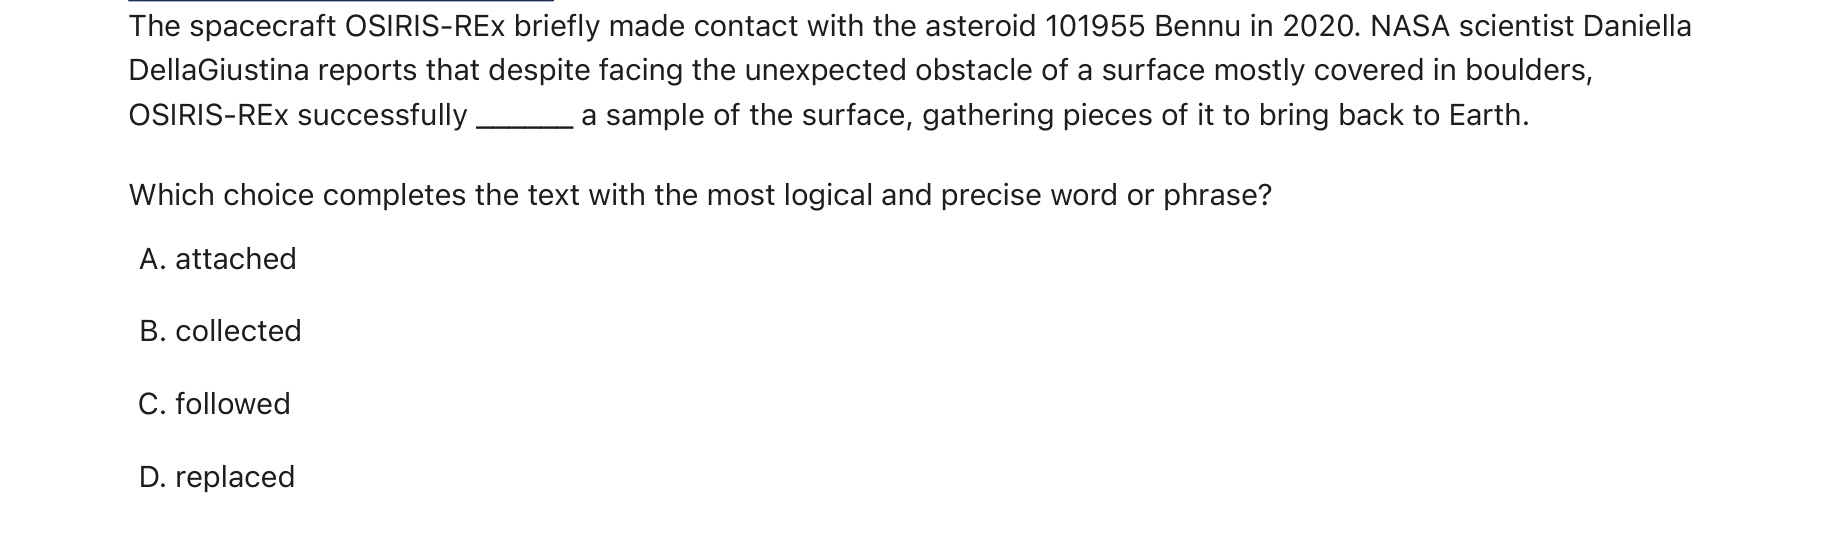 The spacecraft OSIRIS-REx briefly made contact with the asteroid 101955 Bennu in 2020. NASA scientist Daniella
DellaGiustina reports that despite facing the unexpected obstacle of a surface mostly covered in boulders,
OSIRIS-REx successfully ______ a sample of the surface, gathering pieces of it to bring back to Earth.
Which choice completes the text with the most logical and precise word or phrase?
A. attached
B. collected
C. followed
D. replaced